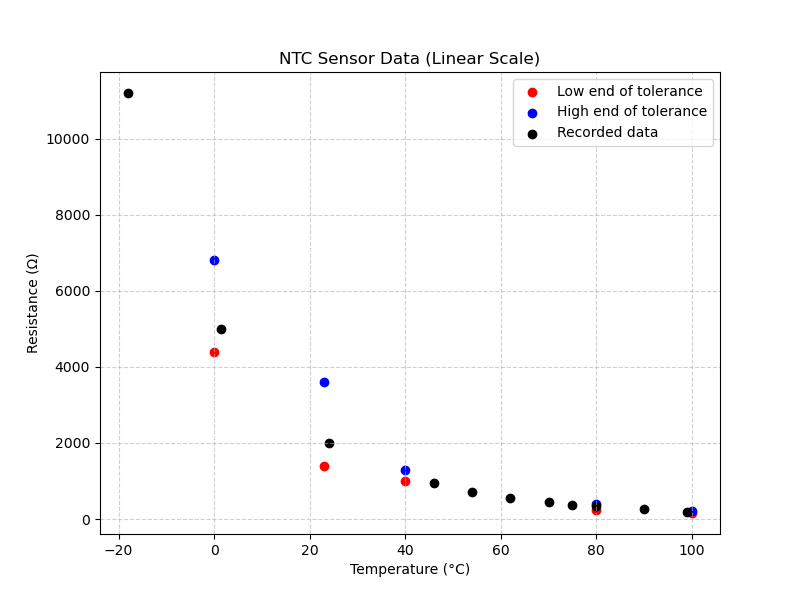 NTC Sensor Data (Linear Scale)
Low end of tolerance
High end of tolerance
Recorded data
10000
8000
6000
4000
2000
0
Resistance (Ω)
−20 0 20 40 60 80 100
Temperature (°C)